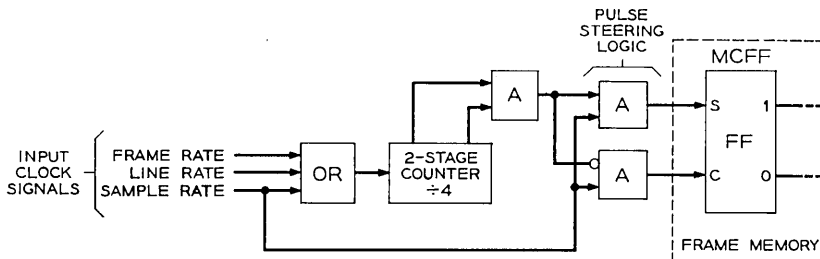 PULSE
STEERING
LOGIC
MCFF
A
A
S 1
FF
C 0
INPUT
CLOCK
SIGNALS
FRAME RATE
LINE RATE
SAMPLE RATE
OR
2-STAGE
COUNTER
÷4
A
FRAME MEMORY